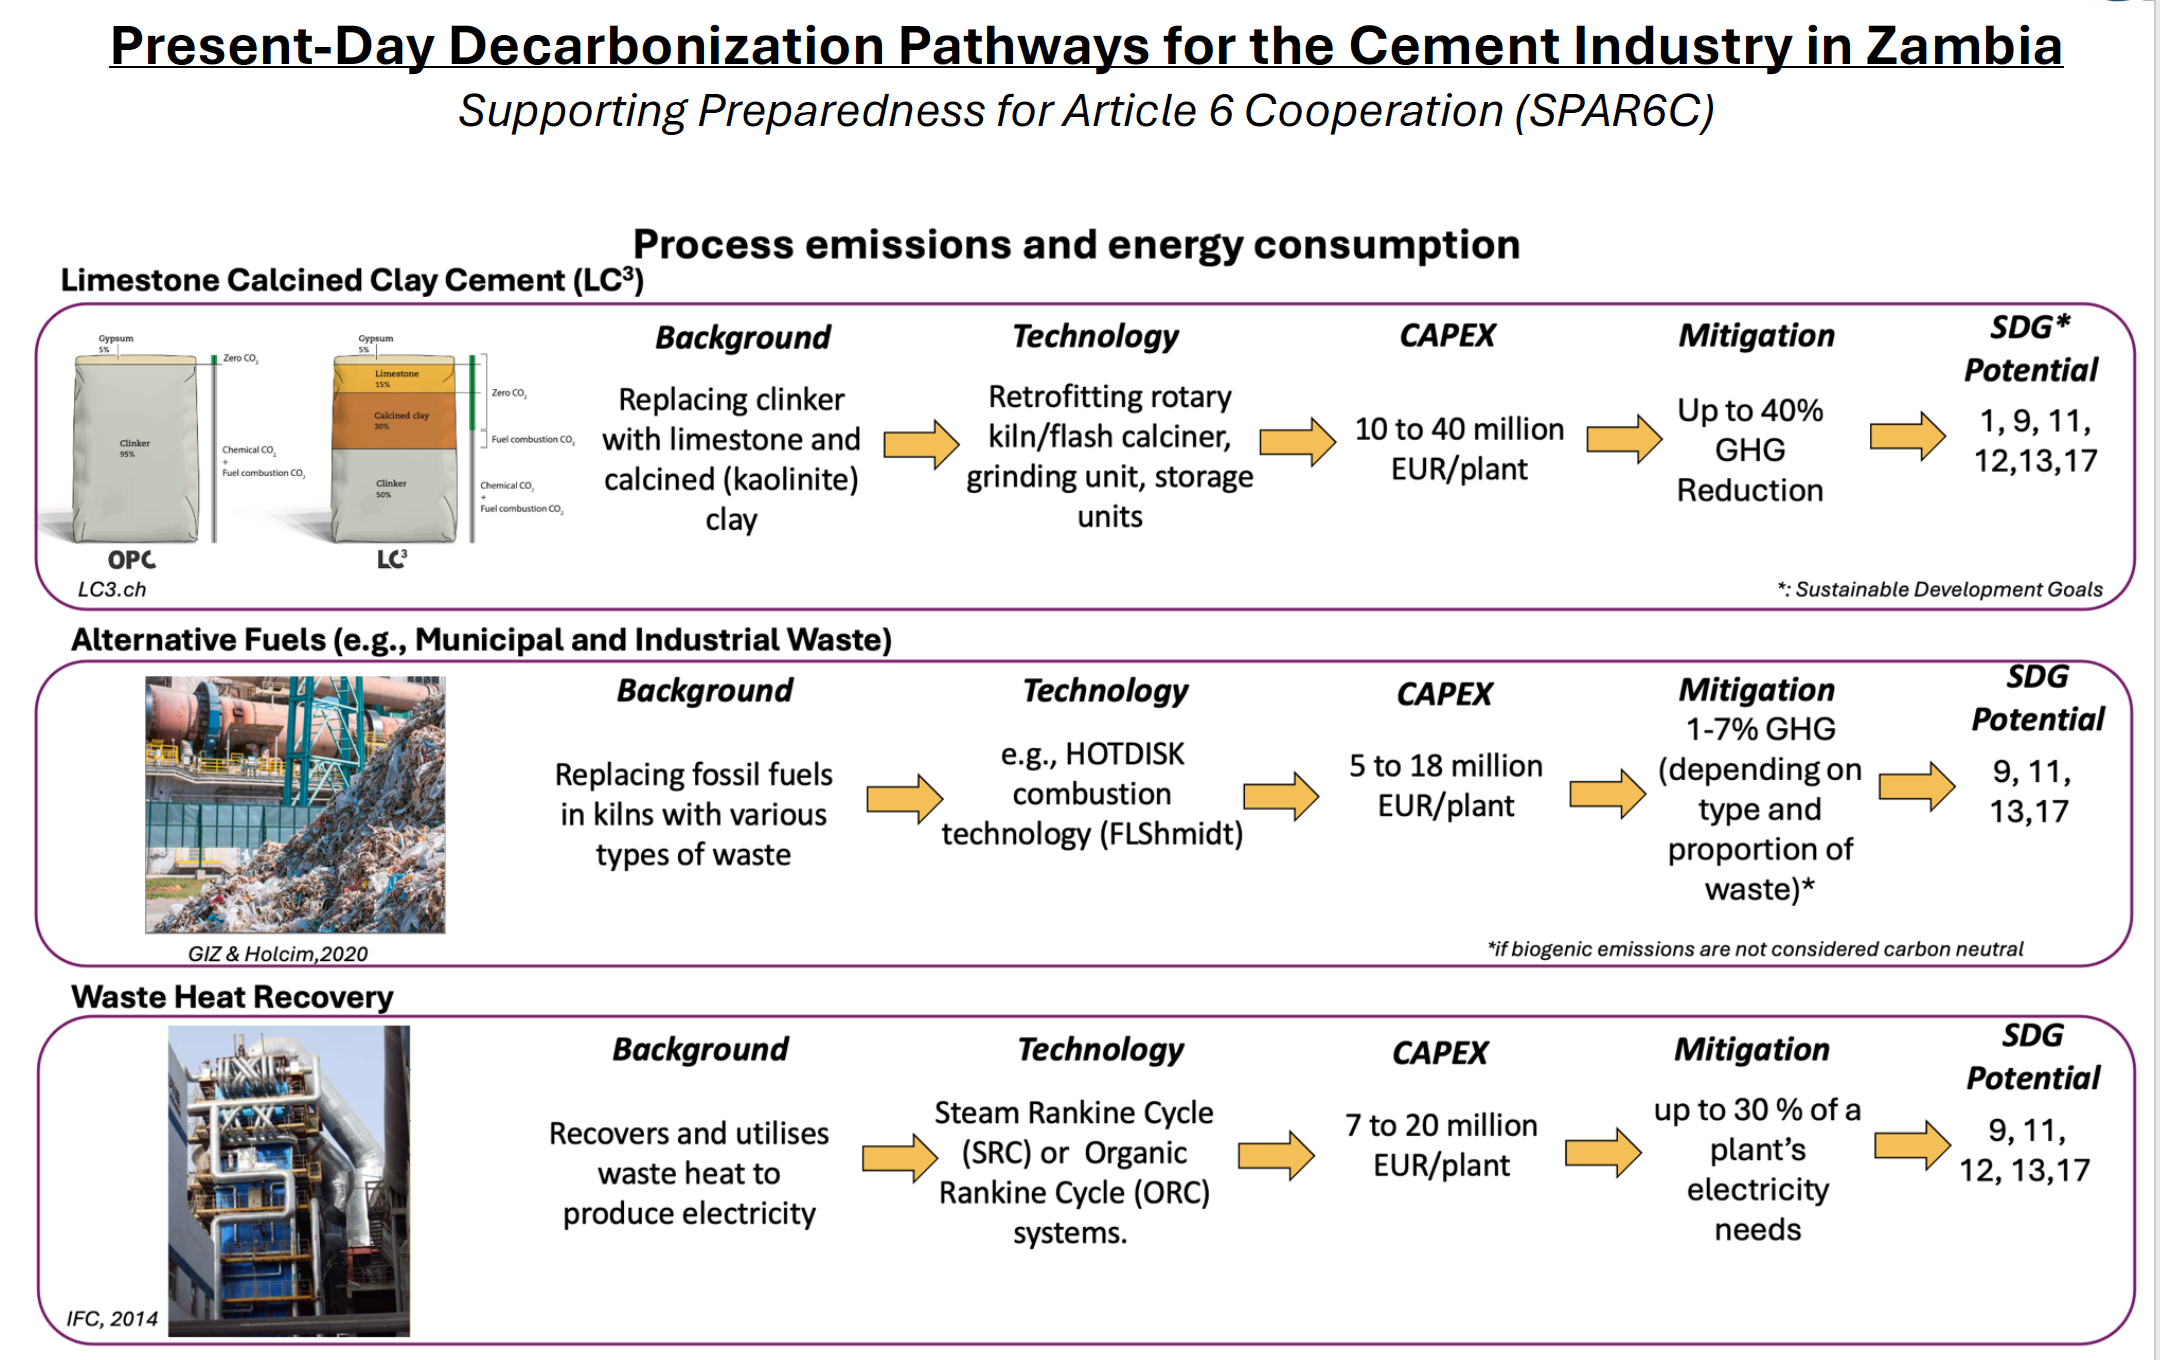 Present-Day Decarbonization Pathways for the Cement Industry in Zambia
Supporting Preparedness for Article 6 Cooperation (SPAR6C)
Process emissions and energy consumption
Limestone Calcined Clay Cement (LC³)
Gypsum
5%
Zero CO₂
Clinker
95%
Chemical CO₂
+
Fuel combustion CO₂
OPC
Gypsum
5%
Limestone
15%
Zero CO₂
Calcined clay
30%
Fuel combustion CO₂
Clinker
50%
Chemical CO₂
+
Fuel combustion CO₂
LC³
LC3.ch
Background
Replacing clinker
with limestone and
calcined (kaolinite)
clay
Technology
Retrofitting rotary
kiln/flash calciner,
grinding unit, storage
units
CAPEX
10 to 40 million
EUR/plant
Mitigation
Up to 40%
GHG
Reduction
SDG*
Potential
1, 9, 11,
12,13,17
*: Sustainable Development Goals
Alternative Fuels (e.g., Municipal and Industrial Waste)
GIZ & Holcim,2020
Background
Replacing fossil fuels
in kilns with various
types of waste
Technology
e.g., HOTDISK
combustion
technology (FLShmidt)
CAPEX
5 to 18 million
EUR/plant
Mitigation
1-7% GHG
(depending on
type and
proportion of
waste)*
SDG
Potential
9, 11,
13,17
*if biogenic emissions are not considered carbon neutral
Waste Heat Recovery
IFC, 2014
Background
Recovers and utilises
waste heat to
produce electricity
Technology
Steam Rankine Cycle
(SRC) or  Organic
Rankine Cycle (ORC)
systems.
CAPEX
7 to 20 million
EUR/plant
Mitigation
up to 30 % of a
plant’s
electricity
needs
SDG
Potential
9, 11,
12, 13,17